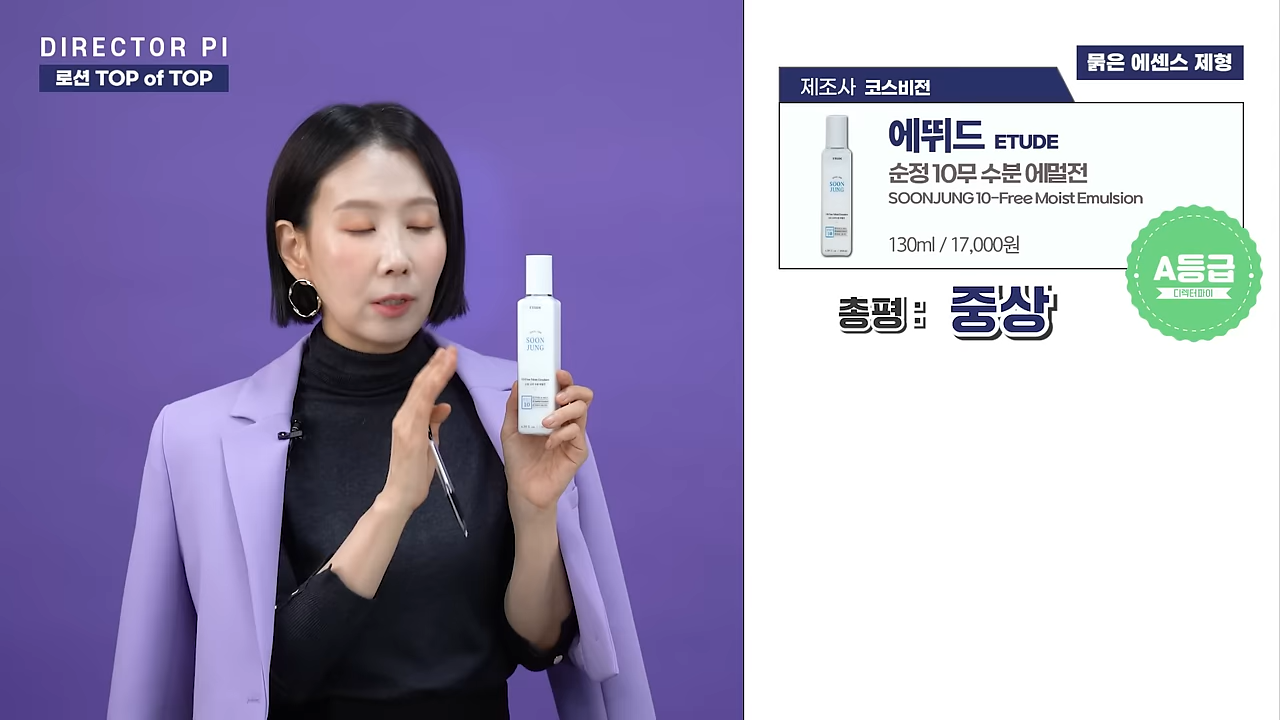 DIRECTOR PI
로션 TOP of TOP
묽은 에센스 제형
제조사 코스비전
에뛰드 ETUDE
순정 10무 수분 에멀전
SOONJUNG 10-Free Moist Emulsion
130ml / 17,000원
A등급
디렉터파이
총평 : 중상
SOON
JUNG
SOON
JUNG